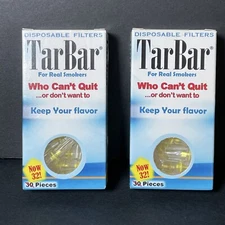 DISPOSABLE FILTERS
TarBar
For Real Smokers
Who Can't Quit
...or don't want to
Keep Your flavor
Now
32!
30 Pieces
DISPOSABLE FILTERS
TarBar
For Real Smokers
Who Can't Quit
...or don't want to
Keep Your flavor
Now
32!
30 Pieces